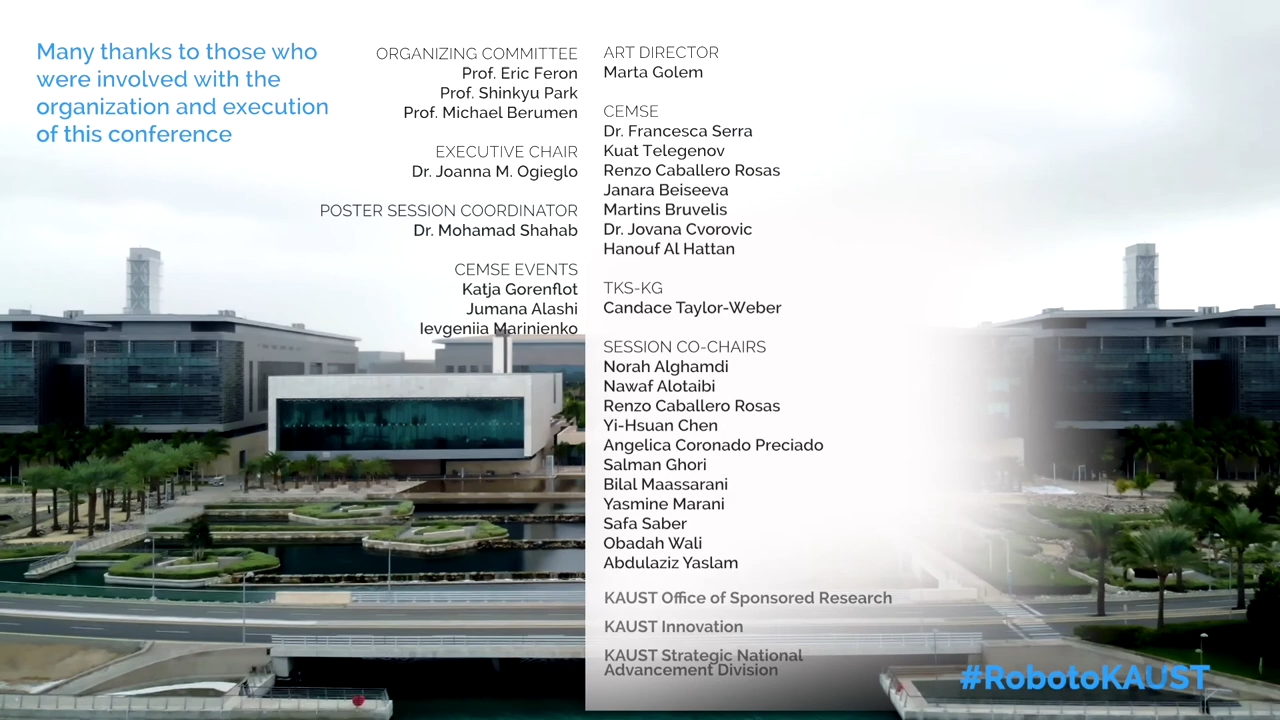 Many thanks to those who
were involved with the
organization and execution
of this conference
ORGANIZING COMMITTEE
Prof. Eric Feron
Prof. Shinkyu Park
Prof. Michael Berumen
EXECUTIVE CHAIR
Dr. Joanna M. Ogieglo
POSTER SESSION COORDINATOR
Dr. Mohamad Shahab
CEMSE EVENTS
Katja Gorenflot
Jumana Alashi
Ievgeniia Marinienko
ART DIRECTOR
Marta Golem
CEMSE
Dr. Francesca Serra
Kuat Telegenov
Renzo Caballero Rosas
Janara Beiseeva
Martins Bruvelis
Dr. Jovana Cvorovic
Hanouf Al Hattan
TKS-KG
Candace Taylor-Weber
SESSION CO-CHAIRS
Norah Alghamdi
Nawaf Alotaibi
Renzo Caballero Rosas
Yi-Hsuan Chen
Angelica Coronado Preciado
Salman Ghori
Bilal Maassarani
Yasmine Marani
Safa Saber
Obadah Wali
Abdulaziz Yaslam
KAUST Office of Sponsored Research
KAUST Innovation
KAUST Strategic National
Advancement Division
#RobotoKAUST